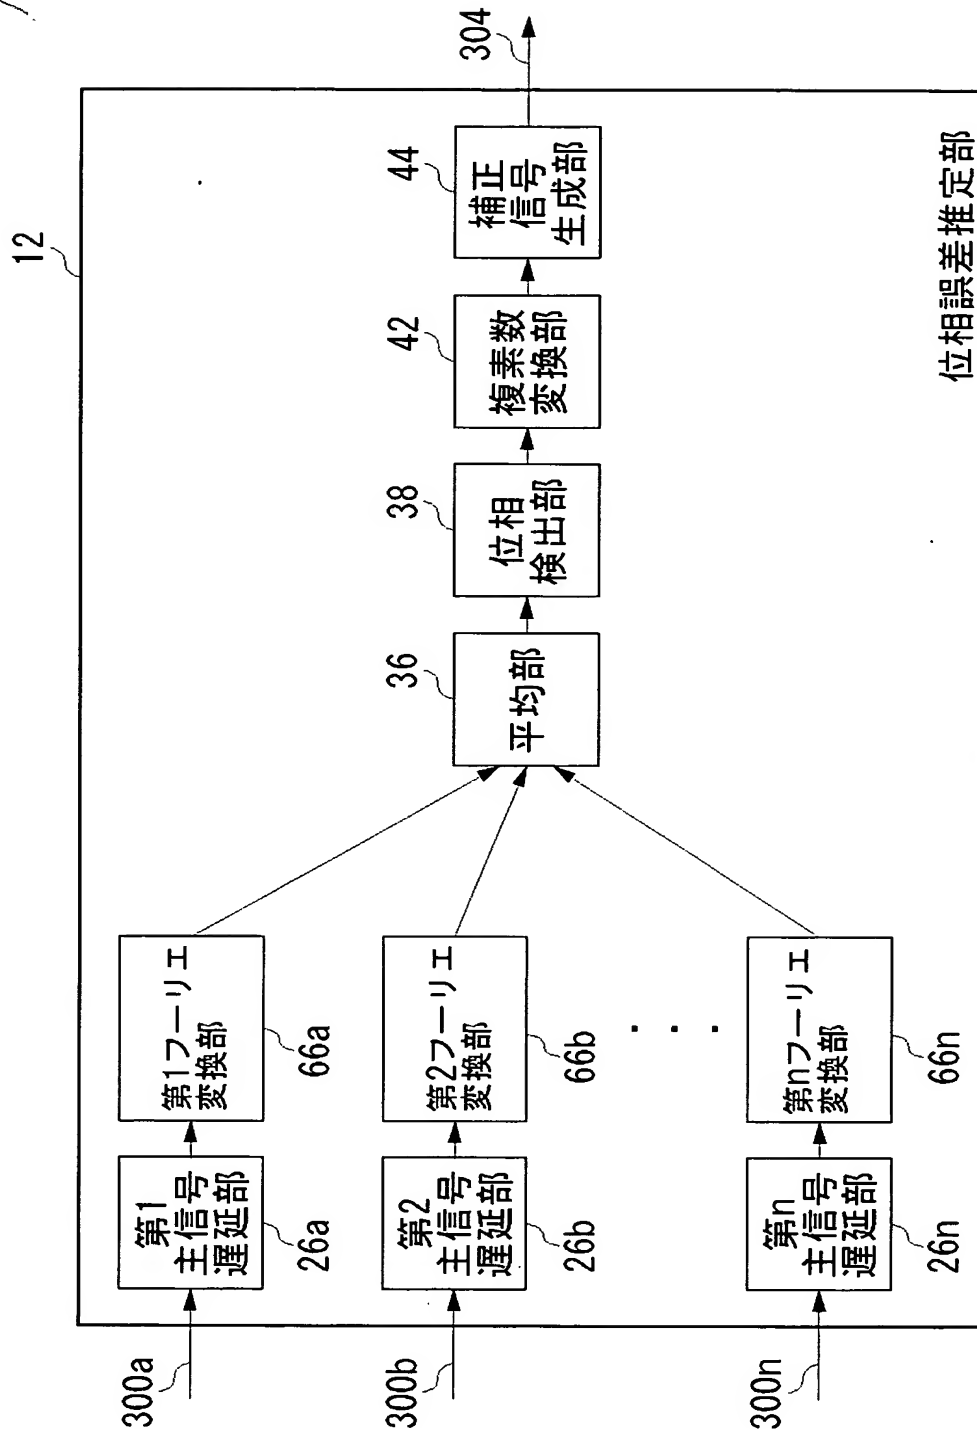 12
300a
第1
主信号
遅延部
26a
第1フーリエ
変換部
66a
300b
第2
主信号
遅延部
26b
第2フーリエ
変換部
66b
300n
第n
主信号
遅延部
26n
第nフーリエ
変換部
66n
平均部
36
位相
検出部
38
複素数
変換部
42
補正
信号
生成部
44
304
位相誤差推定部